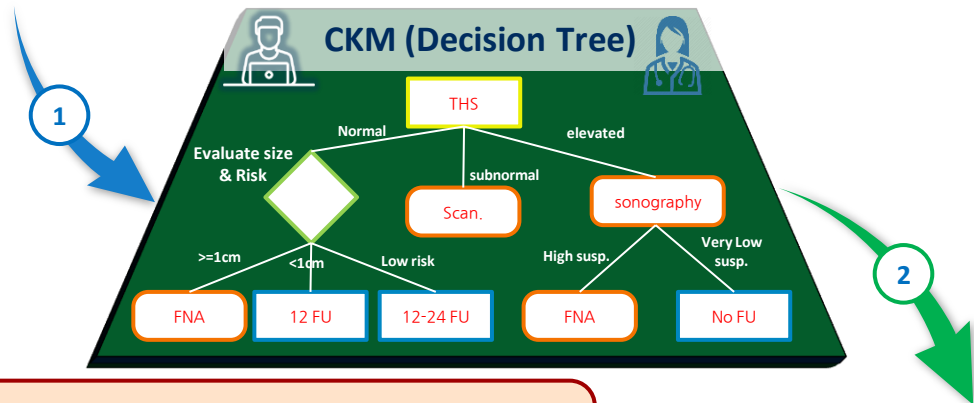 CKM (Decision Tree)
1
THS
Normal
elevated
Evaluate size
& Risk
subnormal
Scan.
sonography
>=1cm
<1cm
Low risk
High susp.
Very Low
susp.
2
FNA
12 FU
12-24 FU
FNA
No FU